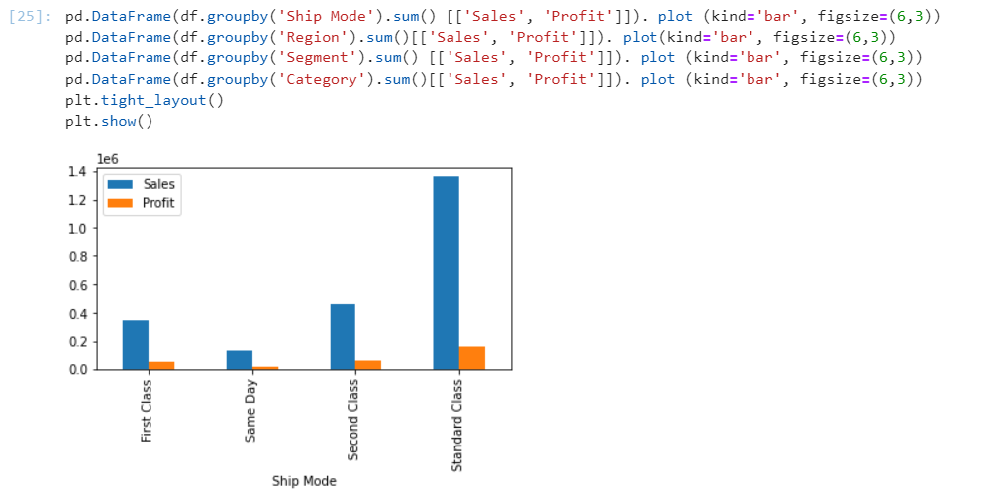 [25]: pd.DataFrame(df.groupby('Ship Mode').sum() [['Sales', 'Profit']]). plot (kind='bar', figsize=(6,3))
pd.DataFrame(df.groupby('Region').sum()[['Sales', 'Profit']]). plot(kind='bar', figsize=(6,3))
pd.DataFrame(df.groupby('Segment').sum() [['Sales', 'Profit']]). plot (kind='bar', figsize=(6,3))
pd.DataFrame(df.groupby('Category').sum()[['Sales', 'Profit']]). plot (kind='bar', figsize=(6,3))
plt.tight_layout()
plt.show()
1e6
1.4
Sales
Profit
1.2
1.0
0.8
0.6
0.4
0.2
0.0
First Class
Same Day
Second Class
Standard Class
Ship Mode